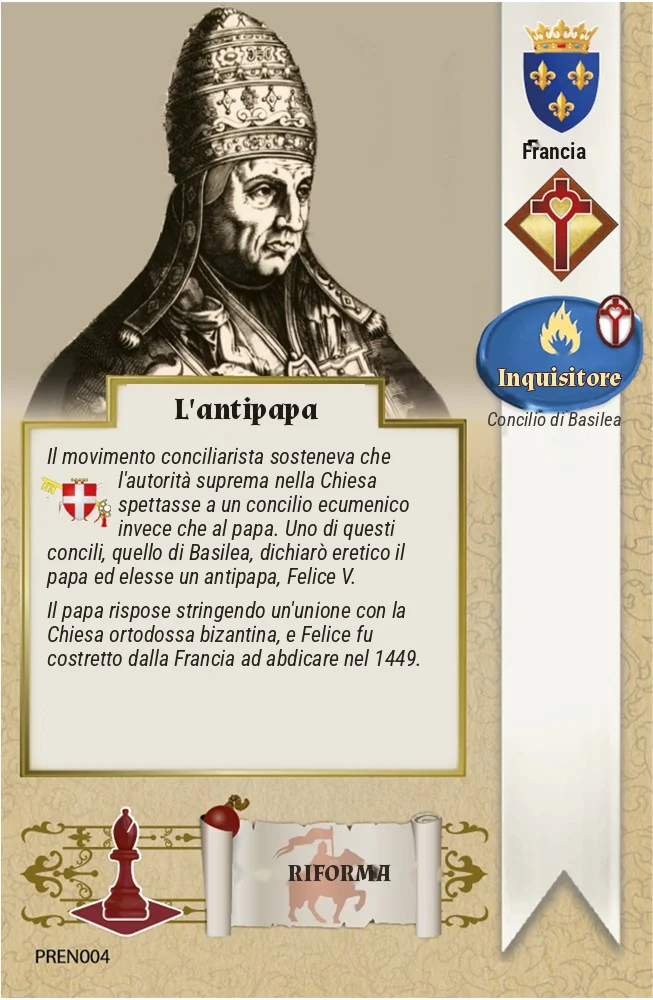 Francia
Inquisitore
Concilio di Basilea
L'antipapa
Il movimento conciliarista sosteneva che
l'autorità suprema nella Chiesa
spettasse a un concilio ecumenico
invece che al papa. Uno di questi
concili, quello di Basilea, dichiarò eretico il
papa ed elesse un antipapa, Felice V.
Il papa rispose stringendo un'unione con la
Chiesa ortodossa bizantina, e Felice fu
costretto dalla Francia ad abdicare nel 1449.
RIFORMA
PREN004